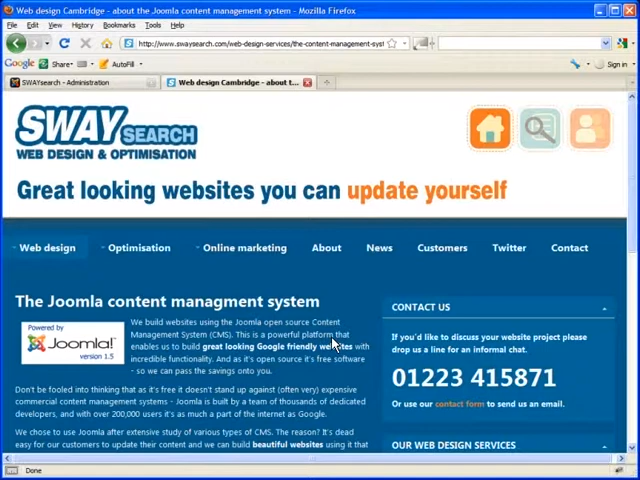 Web design Cambridge - about the Joomla content management system - Mozilla Firefox
File Edit View History Bookmarks Tools Help
http://www.swaysearch.com/web-design-services/the-content-management-syst
Google
Google Share AutoFill Sign in
SWAYsearch - Administration Web design Cambridge - about t...
SWAY SEARCH
WEB DESIGN & OPTIMISATION
Great looking websites you can update yourself
Web design Optimisation Online marketing About News Customers Twitter Contact
The Joomla content managment system
Powered by
Joomla!
version 1.5
We build websites using the Joomla open source Content
Management System (CMS). This is a powerful platform that
enables us to build great looking Google friendly websites with
incredible functionality. And as it's open source it's free software
- so we can pass the savings onto you.
Don't be fooled into thinking that as it's free it doesn't stand up against (often very) expensive
commercial content management systems - Joomla is built by a team of thousands of dedicated
developers, and with over 200,000 users it's as much a part of the internet as Google.
We chose to use Joomla after extensive study of various types of CMS. The reason? It's dead
easy for our customers to update their content and we can build beautiful websites using it that
CONTACT US
If you'd like to discuss your website project please
drop us a line for an informal chat.
01223 415871
Or use our contact form to send us an email.
OUR WEB DESIGN SERVICES
Done